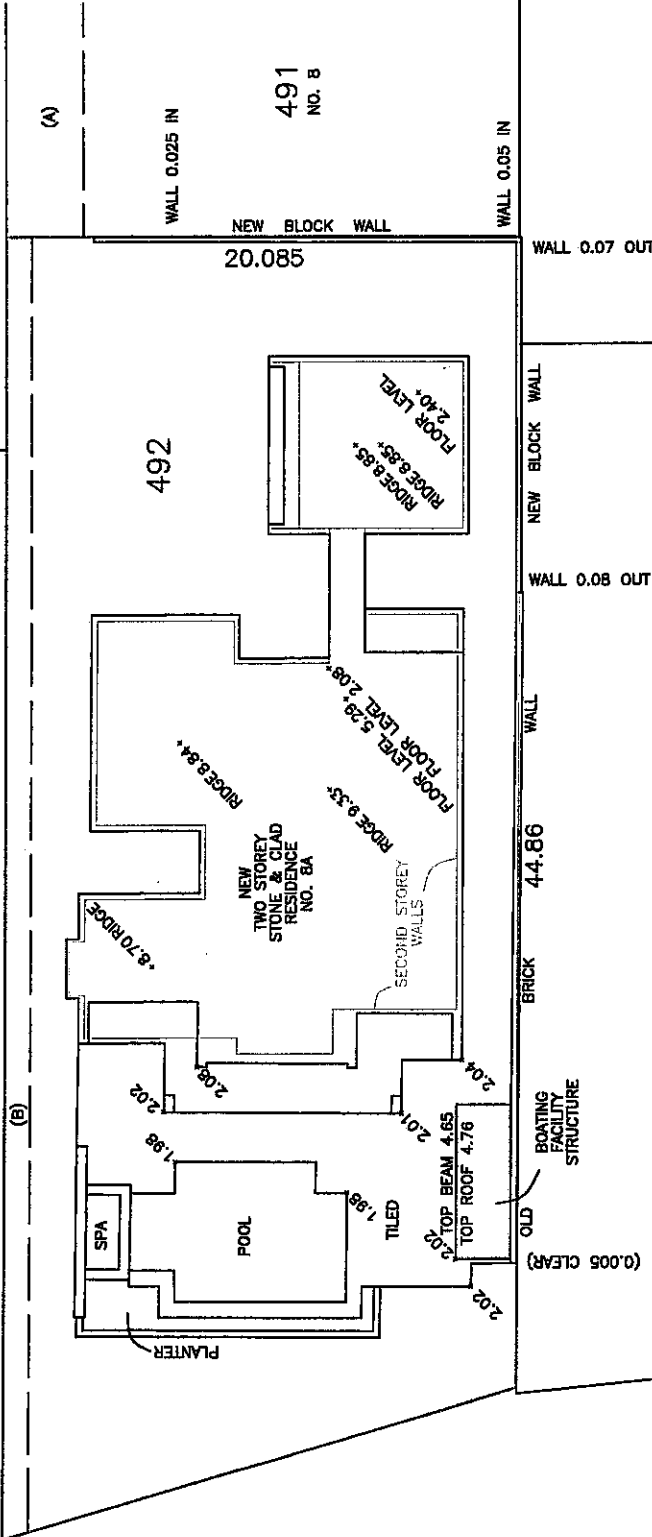 (A)
491
NO. 8
WALL 0.025 IN
WALL 0.05 IN
NEW BLOCK WALL
20.085
WALL 0.07 OUT
492
RIDGE 8.85
RIDGE 8.85
FLOOR LEVEL
2.40
NEW BLOCK WALL
WALL 0.08 OUT
RIDGE 8.84
FLOOR LEVEL 5.29
FLOOR LEVEL 2.08
RIDGE 9.33
NEW
TWO STOREY
STONE & CLAD
RESIDENCE
NO. 8A
SECOND STOREY
WALLS
8.70 RIDGE
WALL
44.86
BRICK
(B)
2.02
2.08
2.01
2.04
1.98
1.98
SPA
POOL
TILED
TOP BEAM 4.65
TOP ROOF 4.76
2.02
2.02
BOATING
FACILITY
STRUCTURE
OLD
(0.005 CLEAR)
PLANTER